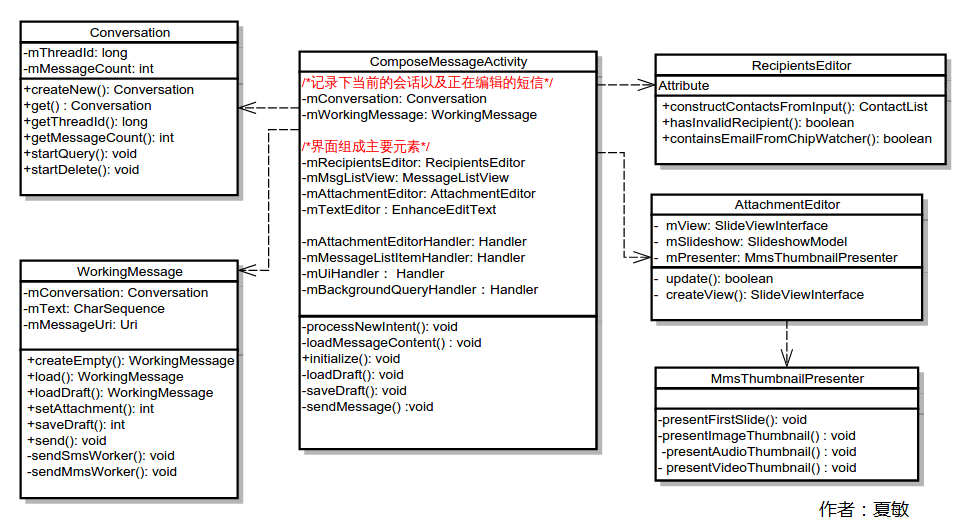 Conversation
-mThreadId: long
-mMessageCount: int
+createNew(): Conversation
+get() : Conversation
+getThreadId(): long
+getMessageCount(): int
+startQuery(): void
+startDelete(): void
WorkingMessage
-mConversation: Conversation
-mText: CharSequence
-mMessageUri: Uri
+createEmpty(): WorkingMessage
+load(): WorkingMessage
+loadDraft(): WorkingMessage
+setAttachment(): int
+saveDraft(): int
+send(): void
-sendSmsWorker(): void
-sendMmsWorker(): void
ComposeMessageActivity
/*记录下当前的会话以及正在编辑的短信*/
-mConversation: Conversation
-mWorkingMessage: WorkingMessage
/*界面组成主要元素*/
-mRecipientsEditor: RecipientsEditor
-mMsgListView: MessageListView
-mAttachmentEditor: AttachmentEditor
-mTextEditor : EnhanceEditText
-mAttachmentEditorHandler: Handler
-mMessageListItemHandler: Handler
-mUiHandler： Handler
-mBackgroundQueryHandler：Handler
-processNewIntent(): void
-loadMessageContent() : void
+initialize(): void
-loadDraft(): void
-saveDraft(): void
-sendMessage() :void
RecipientsEditor
Attribute
+constructContactsFromInput(): ContactList
+hasInvalidRecipient(): boolean
+containsEmailFromChipWatcher(): boolean
AttachmentEditor
- mView: SlideViewInterface
- mSlideshow: SlideshowModel
- mPresenter: MmsThumbnailPresenter
- update(): boolean
- createView(): SlideViewInterface
MmsThumbnailPresenter
-presentFirstSlide(): void
-presentImageThumbnail() : void
-presentAudioThumbnail() : void
- presentVideoThumbnail() : void
作者：夏敏